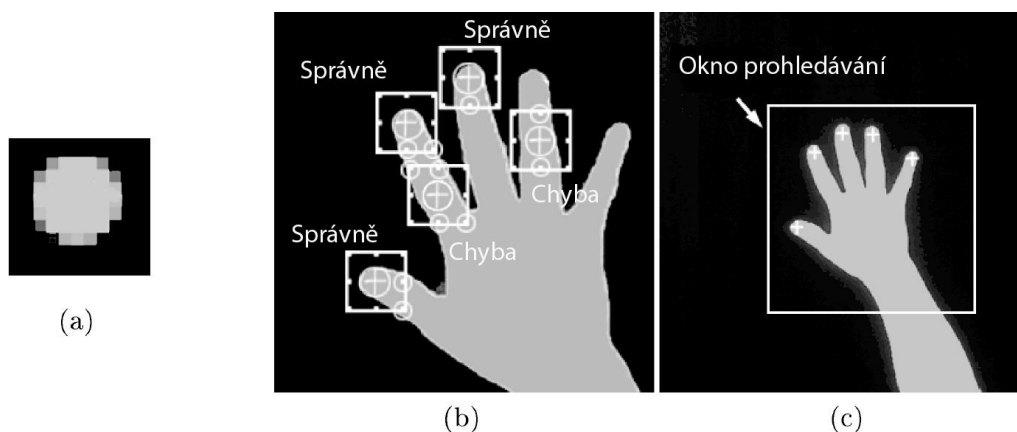 Správně
Správně
Chyba
Správně
Chyba
Okno prohledávání
(a)
(b)
(c)